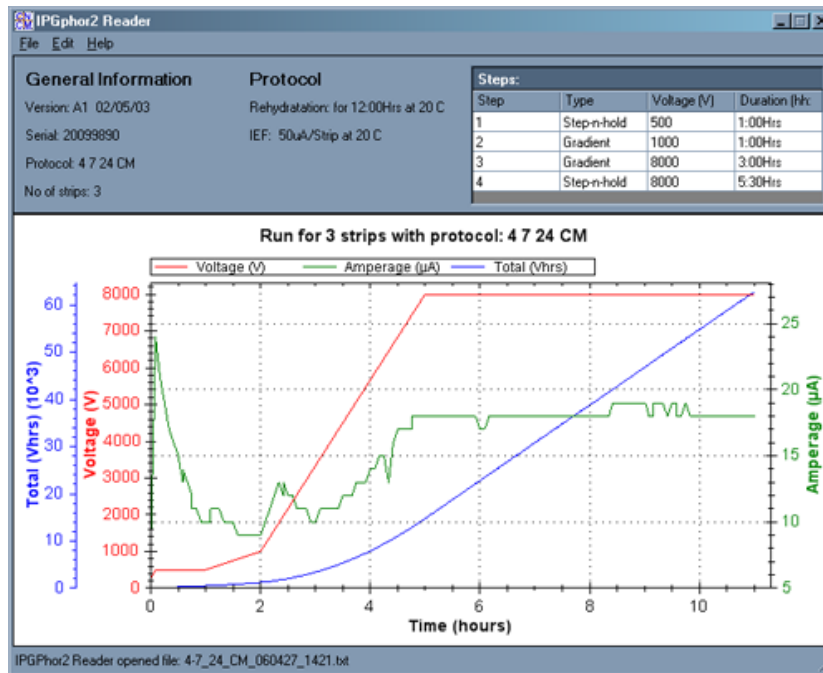 IPGphor2 Reader
File Edit Help
General Information
Version: A1 02/05/03
Serial: 20099890
Protocol: 4 7 24 CM
No of strips: 3
Protocol
Rehydratation: for 12:00Hrs at 20 C
IEF: 50uA/Strip at 20 C
Steps:
Step Type Voltage (V) Duration (hh:
1 Step-n-hold 500 1:00Hrs
2 Gradient 1000 1:00Hrs
3 Gradient 8000 3:00Hrs
4 Step-n-hold 8000 5:30Hrs
Run for 3 strips with protocol: 4 7 24 CM
Voltage (V) Amperage (µA) Total (Vhrs)
Total (Vhrs) (10^3)
60
50
40
30
20
10
0
Voltage (V)
8000
7000
6000
5000
4000
3000
2000
1000
0
25
20
15
10
5
Amperage (µA)
0 2 4 6 8 10
Time (hours)
IPGPhor2 Reader opened file: 4-7_24_CM_060427_1421.txt